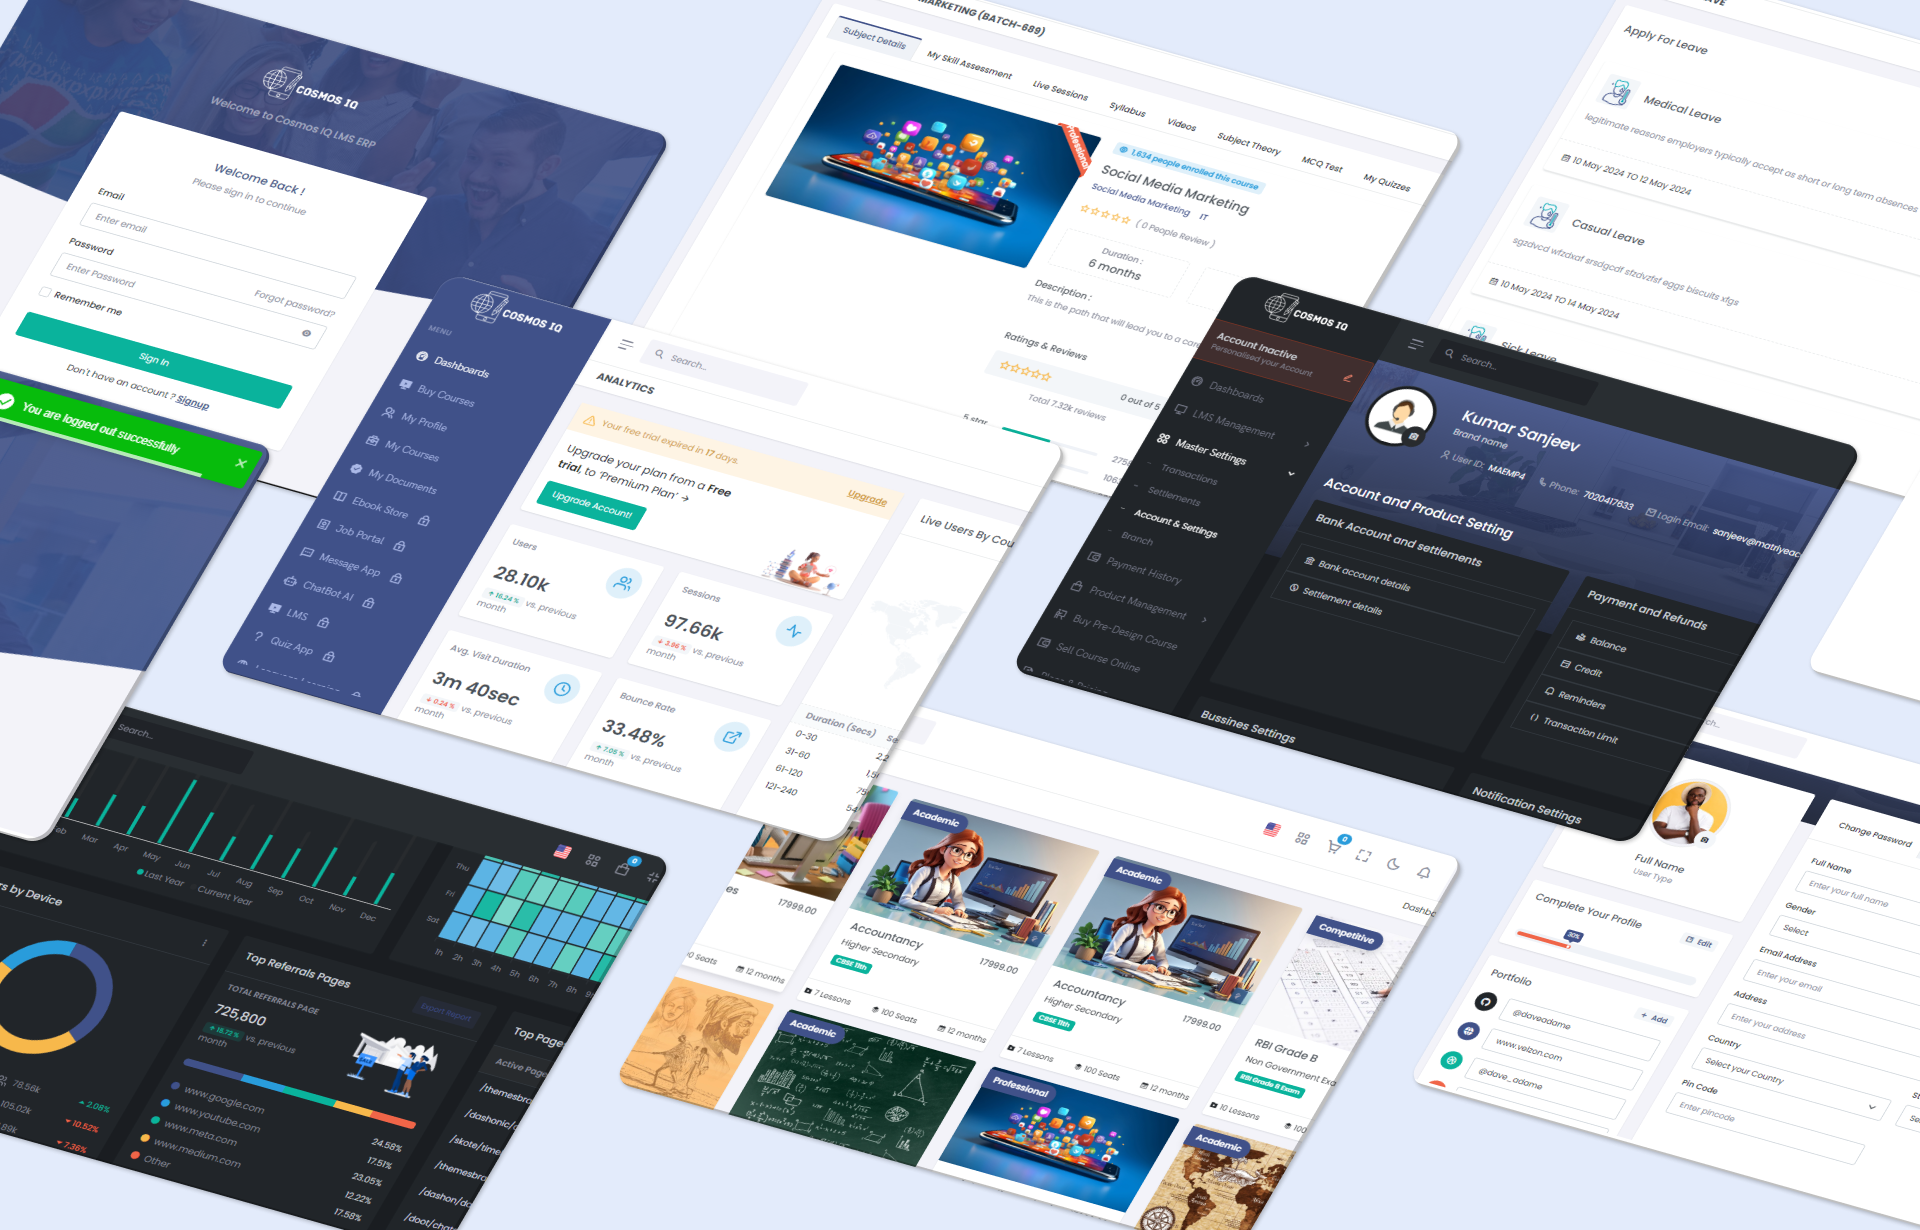 COSMOS IQ
Welcome to Cosmos IQ LMS ERP
Welcome Back !
Please sign in to continue
Email
Enter email
Password
Forgot password?
Enter Password
Remember me
Sign In
Don't have an account ? Signup
You are logged out successfully
MARKETING (BATCH-689)
Subject Details
My Skill Assessment
Live Sessions
Syllabus
Videos
Subject Theory
MCQ Test
My Quizzes
Professional
1,634 people enrolled this course
Social Media Marketing
Social Media Marketing IT
( 0 People Review )
Duration :
6 months
Description :
This is the path that will lead you to a
Ratings & Reviews
0 out of 5
Total 7.32k reviews
5 star
Apply For Leave
Medical Leave
legitimate reasons employers typically accept as short or long term absences
10 May 2024 TO 12 May 2024
Casual Leave
sgzdvcd wfzdxaf srsdgcdf sfzdvzfsf eggs biscuits xfgs
10 May 2024 TO 14 May 2024
Sick Leave
COSMOS IQ
MENU
Dashboards
Buy Courses
My Profile
My Courses
My Documents
Ebook Store
Job Portal
Message App
ChatBot AI
LMS
Quiz App
Search...
ANALYTICS
Your free trial expired in 17 days.
Upgrade
Upgrade your plan from a Free
trial, to 'Premium Plan' →
Upgrade Account!
Users
28.10k
16.24 % vs. previous
month
Sessions
97.66k
3.96 % vs. previous
month
Avg. Visit Duration
3m 40sec
0.24 % vs. previous
month
Bounce Rate
33.48%
7.05 % vs. previous
month
Live Users By Cou
Duration (Secs)
0-30
31-60
61-120
121-240
COSMOS IQ
Account Inactive
Personalised your Account
Dashboards
LMS Management
Master Settings
Transactions
Settlements
Account & Settings
Branch
Payment History
Product Management
Buy Pre-Design Course
Sell Course Online
Search...
Kumar Sanjeev
Brand name
User ID: MAEMP4
Phone: 7020417633
Login Email: sanjeev@matrlyeac
Account and Product Setting
Bank Account and settlements
Bank account details
Settlement details
Payment and Refunds
Balance
Credit
Reminders
Transaction Limit
Bussines Settings
Notification Settings
Search...
Mar
Apr
May
Jun
Jul
Aug
Sep
Oct
Nov
Dec
Last Year
Current Year
Thu
Fri
Sat
1h 2h 3h 4h 5h 6h 7h 8h
0
rs by Device
78.56k
2.08%
105.02k
10.52%
7.36%
Top Referrals Pages
Export Report
TOTAL REFERRALS PAGE
725,800
15.72 % vs. previous
month
www.google.com
24.58%
www.youtube.com
17.51%
www.meta.com
23.05%
www.medium.com
12.22%
Other
17.58%
Top Page
Active Page
/themesbro
/dashonic/
/skote/time
/themesbro
/dashon/da
/doot/chat
0
Dashbo
17999.00
12 months
Academic
Accountancy
Higher Secondary
CBSE 11th
17999.00
7 Lessons
100 Seats
12 months
Academic
Accountancy
Higher Secondary
CBSE 11th
17999.00
7 Lessons
100 Seats
12 months
Competitive
RBI Grade B
Non Government Exa
RBI Grade B Exam
10 Lessons
100
Academic
Professional
Academic
Full Name
User Type
Complete Your Profile
Edit
30%
Portfolio
Add
@daveadame
www.velzon.com
@dave_adame
Change Password
Full Name
Enter your full name
Gender
Select
Email Address
Enter your email
Address
Enter your address
Country
Select your Country
Pin Code
Enter pincode